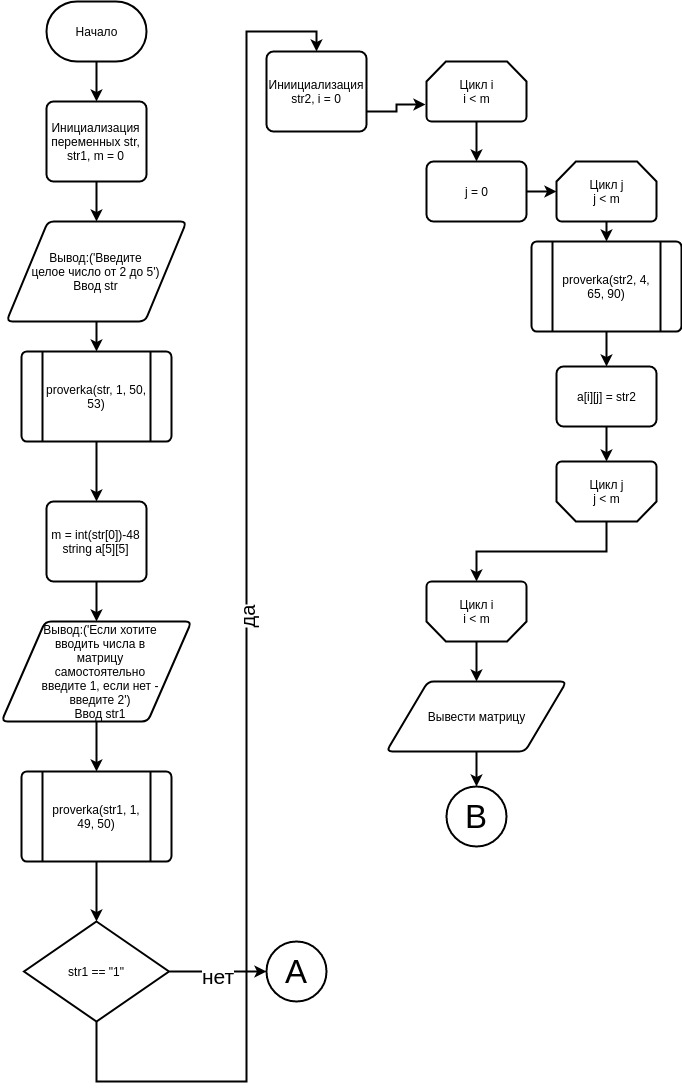 Начало
Инициализация
переменных str,
str1, m = 0
Вывод:('Введите
целое число от 2 до 5')
Ввод str
proverka(str, 1, 50,
53)
m = int(str[0])-48
string a[5][5]
Вывод:('Если хотите
вводить числа в
матрицу
самостоятельно
введите 1, если нет -
введите 2')
Ввод str1
proverka(str1, 1,
49, 50)
str1 == "1"
нет
A
да
Иниициализация
str2, i = 0
Цикл i
i < m
j = 0
Цикл j
j < m
proverka(str2, 4,
65, 90)
a[i][j] = str2
Цикл j
j < m
Цикл i
i < m
Вывести матрицу
B